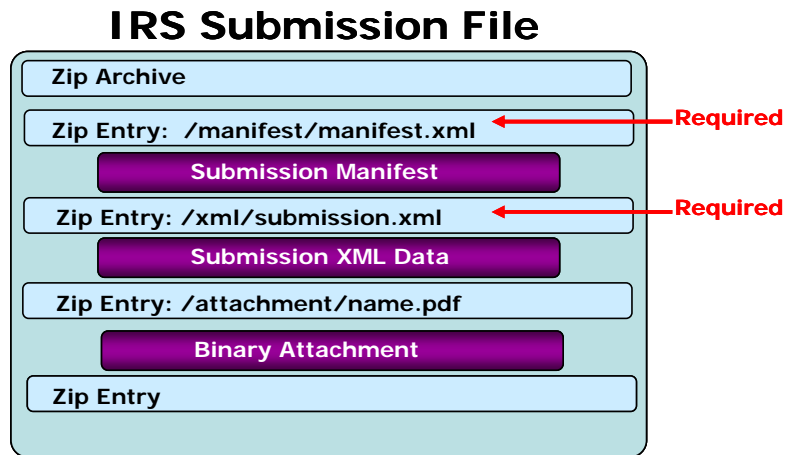 IRS Submission File
Zip Archive
Zip Entry: /manifest/manifest.xml
Required
Submission Manifest
Zip Entry: /xml/submission.xml
Required
Submission XML Data
Zip Entry: /attachment/name.pdf
Binary Attachment
Zip Entry